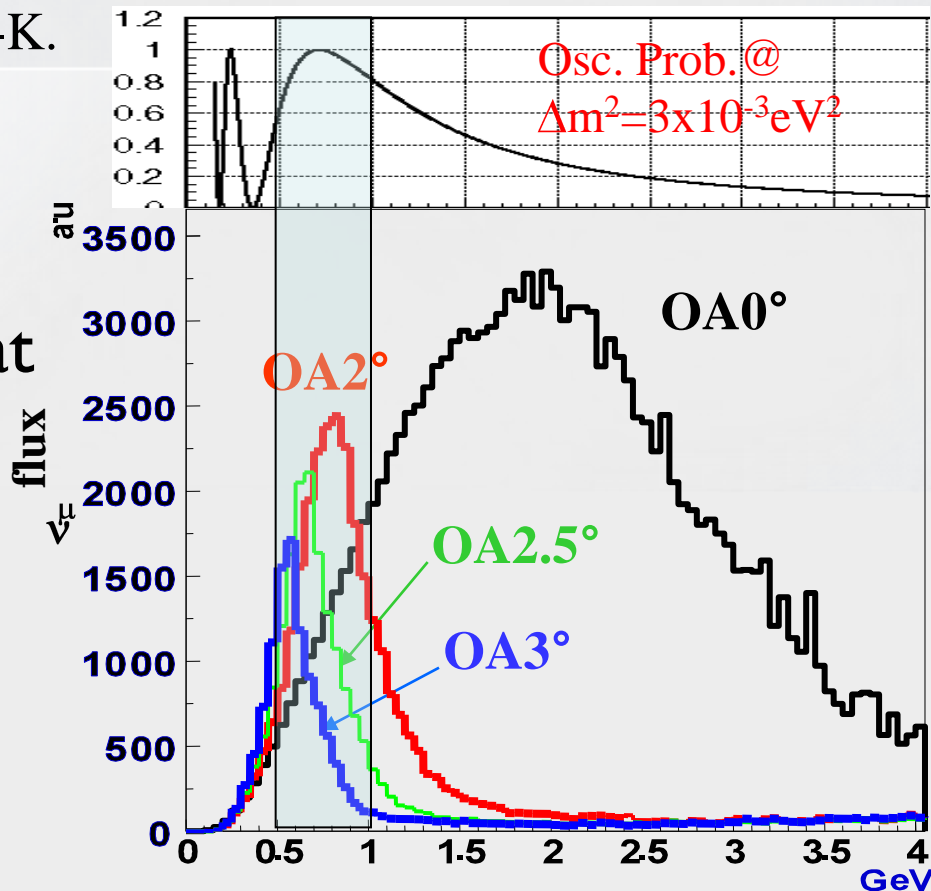 -K.
1.2
1
0.8
0.6
0.4
0.2
0
Osc. Prob.@
Δm²=3x10⁻³eV²
a.u
3500
3000
2500
2000
1500
1000
500
0
at
νμ flux
OA0°
OA2°
OA2.5°
OA3°
0 0.5 1 1.5 2 2.5 3 3.5 4
GeV